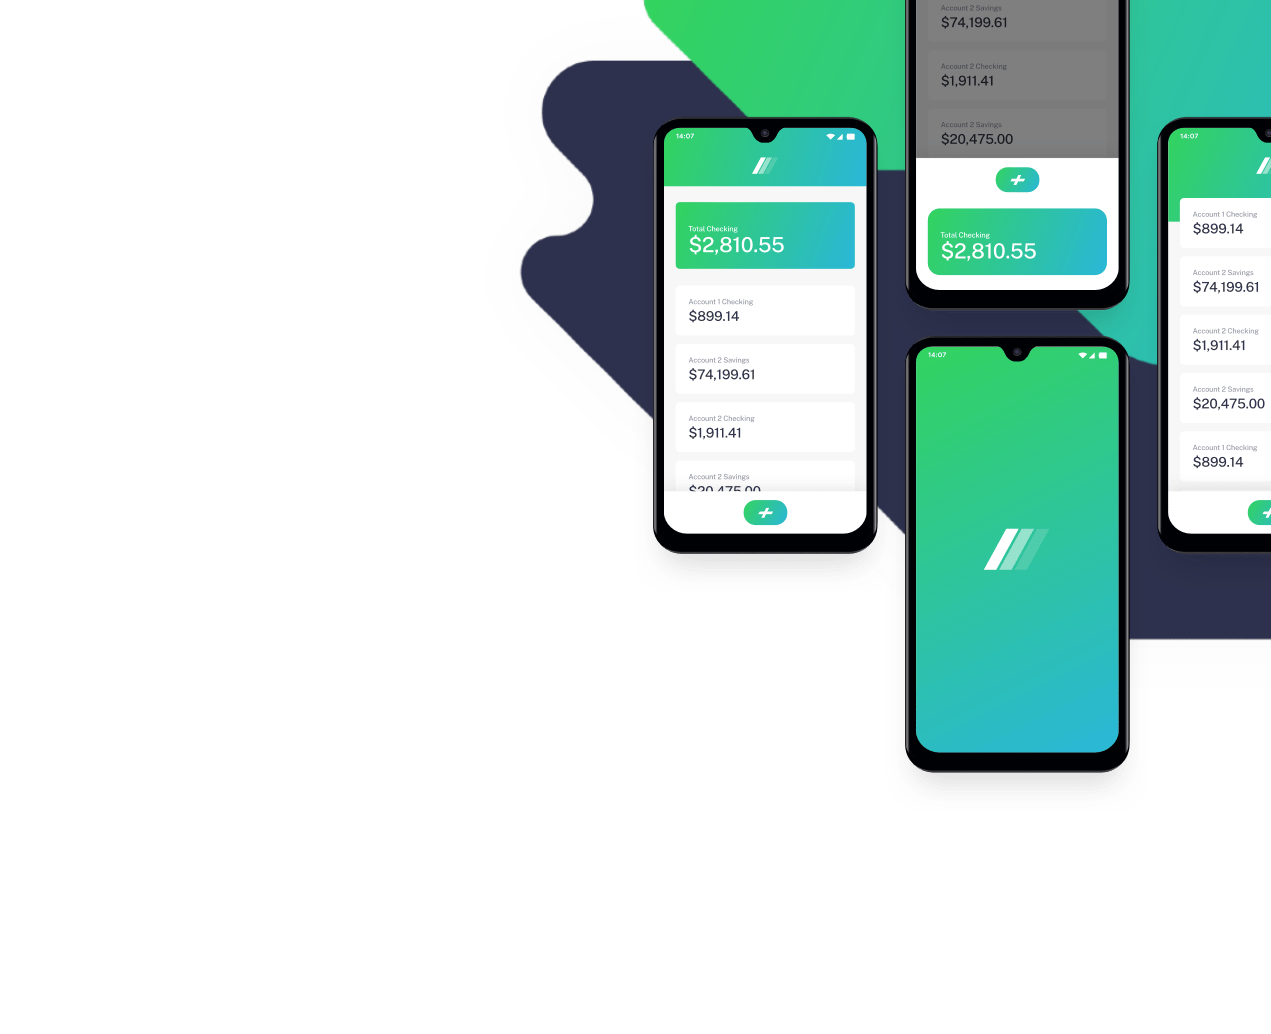 14:07
Total Checking
$2,810.55
Account 1 Checking
$899.14
Account 2 Savings
$74,199.61
Account 2 Checking
$1,911.41
Account 2 Savings
$20,475.00
Account 2 Savings
$74,199.61
Account 2 Checking
$1,911.41
Account 2 Savings
$20,475.00
Total Checking
$2,810.55
14:07
14:07
Account 1 Checking
$899.14
Account 2 Savings
$74,199.61
Account 2 Checking
$1,911.41
Account 2 Savings
$20,475.00
Account 1 Checking
$899.14